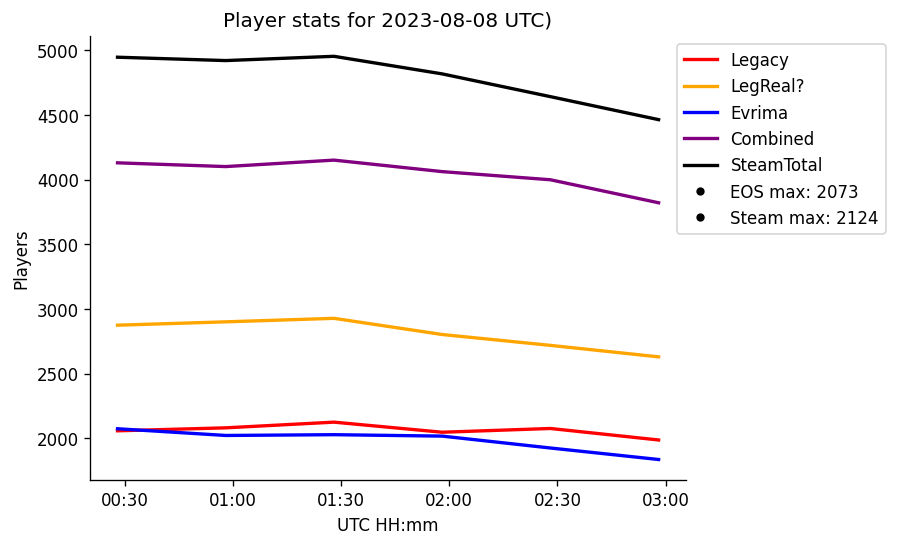 Player stats for 2023-08-08 UTC)
5000
4500
4000
3500
3000
2500
2000
Players
00:30 01:00 01:30 02:00 02:30 03:00
UTC HH:mm
Legacy
LegReal?
Evrima
Combined
SteamTotal
EOS max: 2073
Steam max: 2124